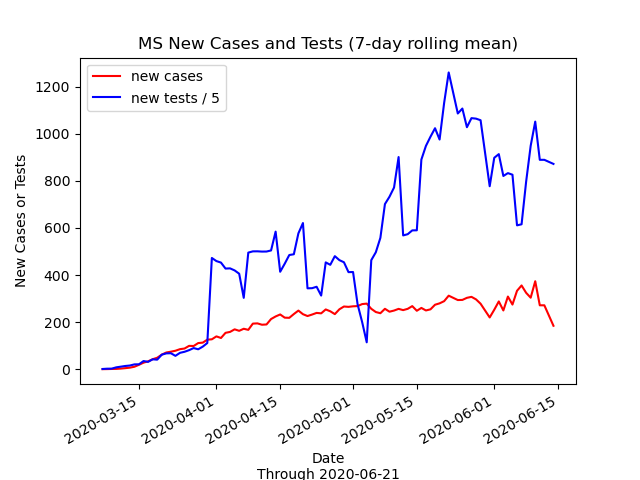 MS New Cases and Tests (7-day rolling mean)
new cases
new tests / 5
New Cases or Tests
1200
1000
800
600
400
200
0
2020-03-15
2020-04-01
2020-04-15
2020-05-01
2020-05-15
2020-06-01
2020-06-15
Date
Through 2020-06-21